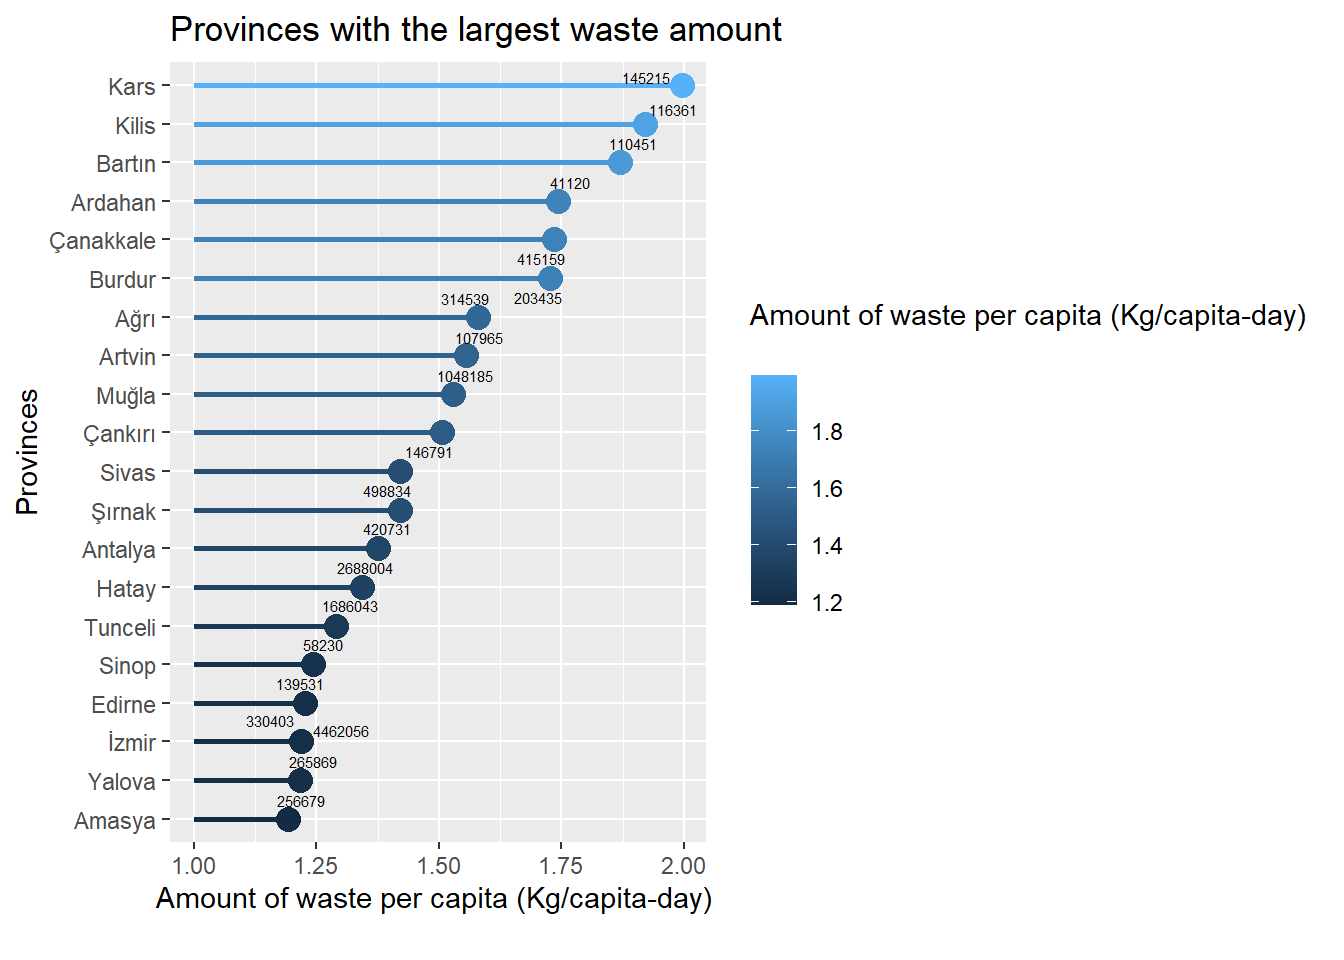 Provinces with the largest waste amount
Kars
145215
116361
Kilis
110451
Bartın
41120
Ardahan
Çanakkale
415159
Burdur
203435
314539
Ağrı
107965
Artvin
1048185
Muğla
Çankırı
146791
Sivas
498834
Şırnak
420731
Antalya
2688004
Hatay
1686043
Tunceli
58230
Sinop
139531
Edirne
330403
4462056
İzmir
265869
Yalova
256679
Amasya
Provinces
1.00 1.25 1.50 1.75 2.00
Amount of waste per capita (Kg/capita-day)
Amount of waste per capita (Kg/capita-day)
1.8
1.6
1.4
1.2